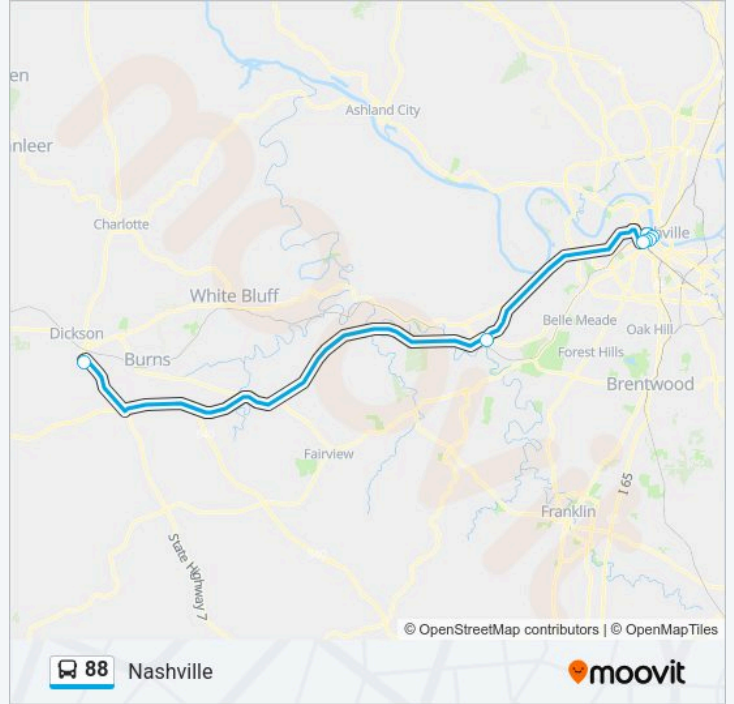 en
Ashland City
nleer
Charlotte
ville
White Bluff
Belle Meade
Oak Hill
Dickson
Burns
Forest Hills
Brentwood
Fairview
I 65
Franklin
State Highway 7
moovit
© OpenStreetMap contributors | © OpenMapTiles
88 Nashville
moovit